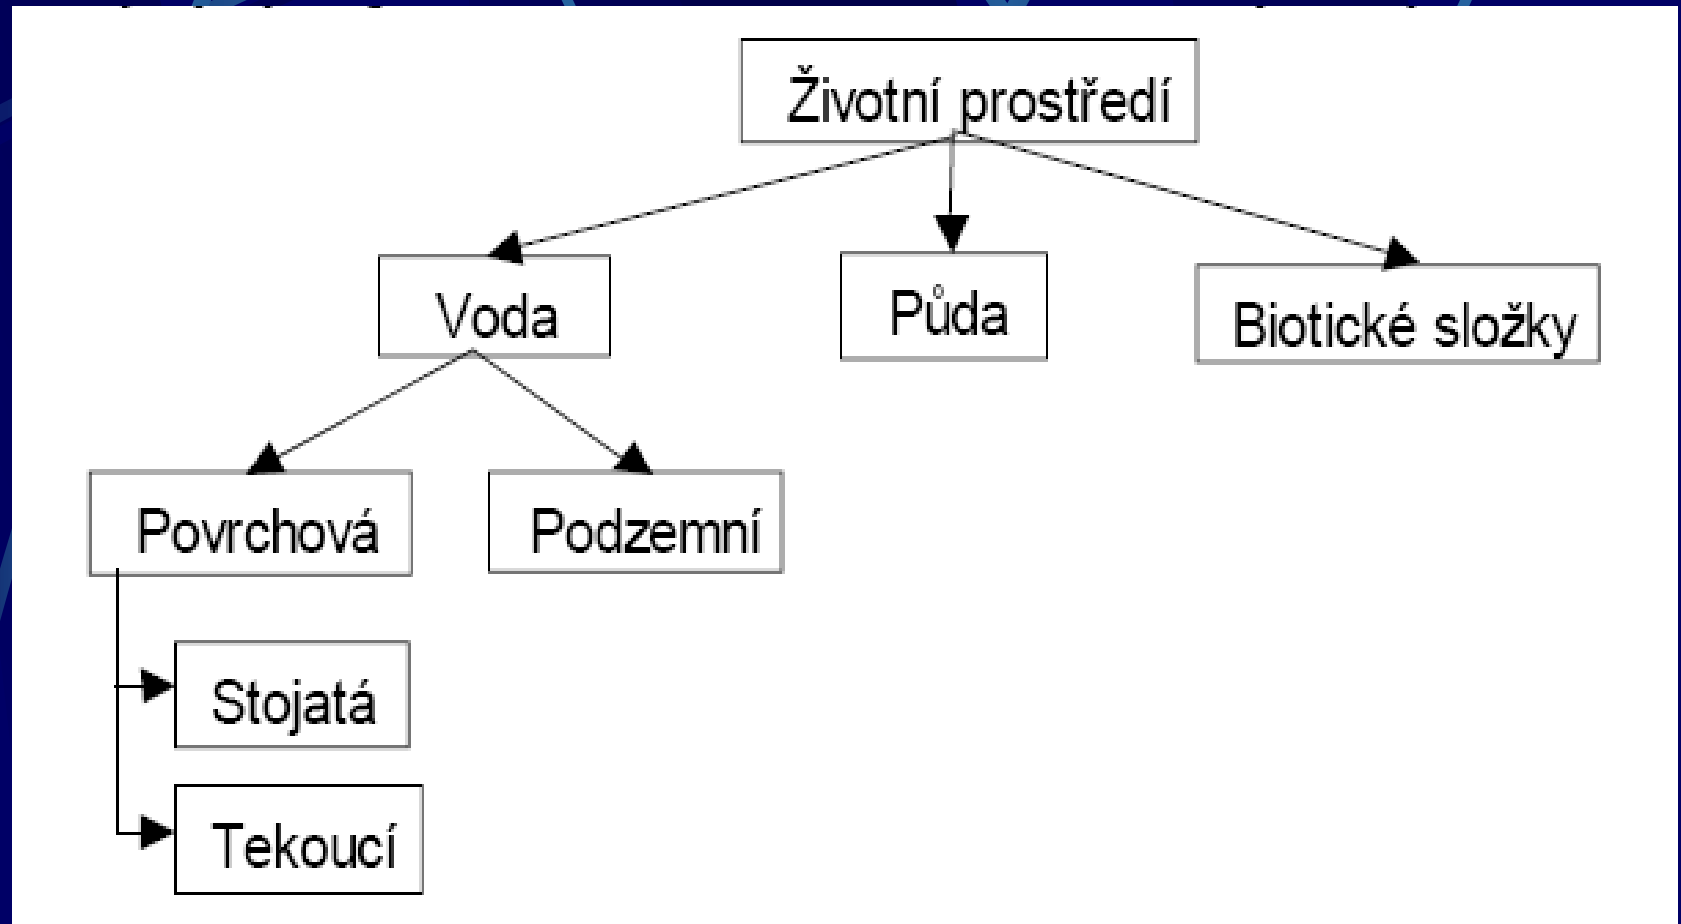 Životní prostředí
Voda
Půda
Biotické složky
Povrchová
Podzemní
Stojatá
Tekoucí